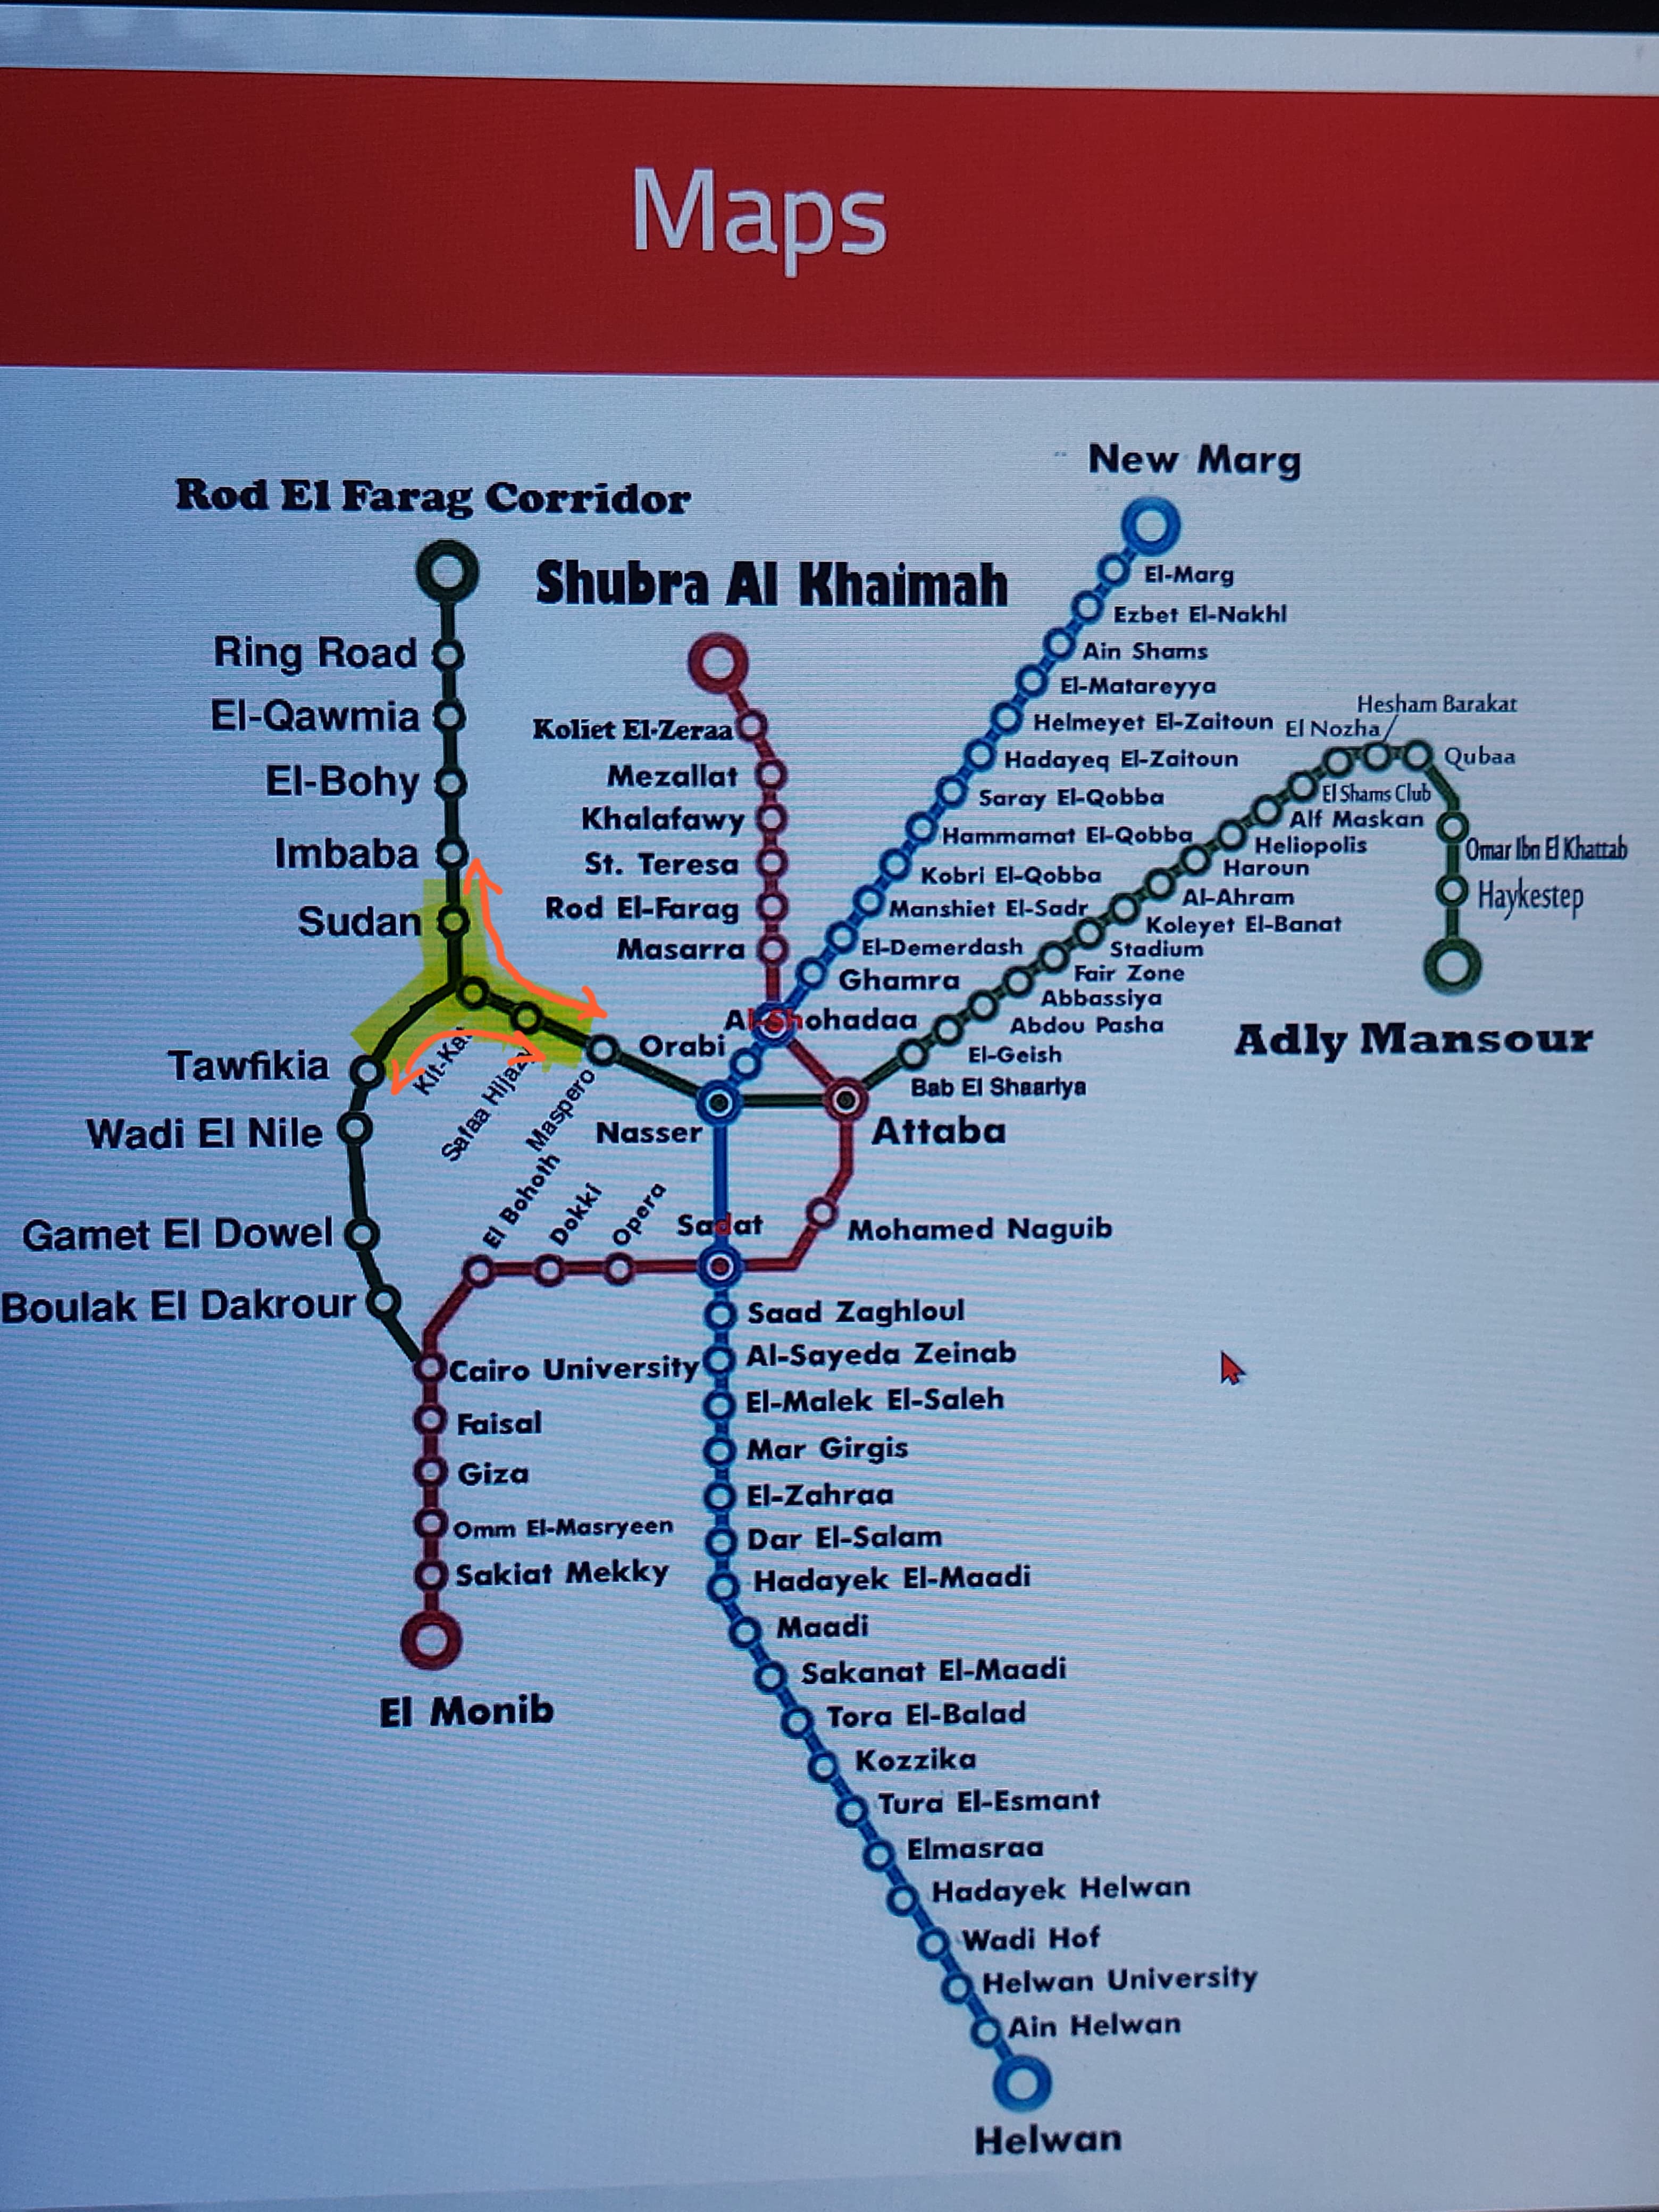 Maps
New Marg
Rod El Farag Corridor
Shubra Al Khaimah
El-Marg
Ezbet El-Nakhl
Ring Road
Ain Shams
El-Matareyya
Hesham Barakat
El-Qawmia
Koliet El-Zeraa
Helmeyet El-Zaitoun
El Nozha
Hadayeq El-Zaitoun
Qubaa
El-Bohy
Mezallat
Saray El-Qobba
El Shams Club
Khalafawy
Hammamat El-Qobba
Alf Maskan
Imbaba
St. Teresa
Heliopolis
Omar Ibn El Khattab
Kobri El-Qobba
Haroun
Rod El-Farag
Manshiet El-Sadr
Al-Ahram
Haykestep
Sudan
Koleyet El-Banat
Masarra
El-Demerdash
Stadium
Ghamra
Fair Zone
Abbassiya
Al-Shohadaa
Abdou Pasha
Adly Mansour
Orabi
El-Geish
Tawfikia
Bab El Shaariya
Safaa Hijazy
Maspero
Wadi El Nile
Nasser
Attaba
El Bohoth
Dokki
Opera
Sadat
Mohamed Naguib
Gamet El Dowel
Boulak El Dakrour
Saad Zaghloul
Cairo University
Al-Sayeda Zeinab
El-Malek El-Saleh
Faisal
Mar Girgis
Giza
El-Zahraa
Omm El-Masryeen
Dar El-Salam
Sakiat Mekky
Hadayek El-Maadi
Maadi
Sakanat El-Maadi
El Monib
Tora El-Balad
Kozzika
Tura El-Esmant
Elmasraa
Hadayek Helwan
Wadi Hof
Helwan University
Ain Helwan
Helwan